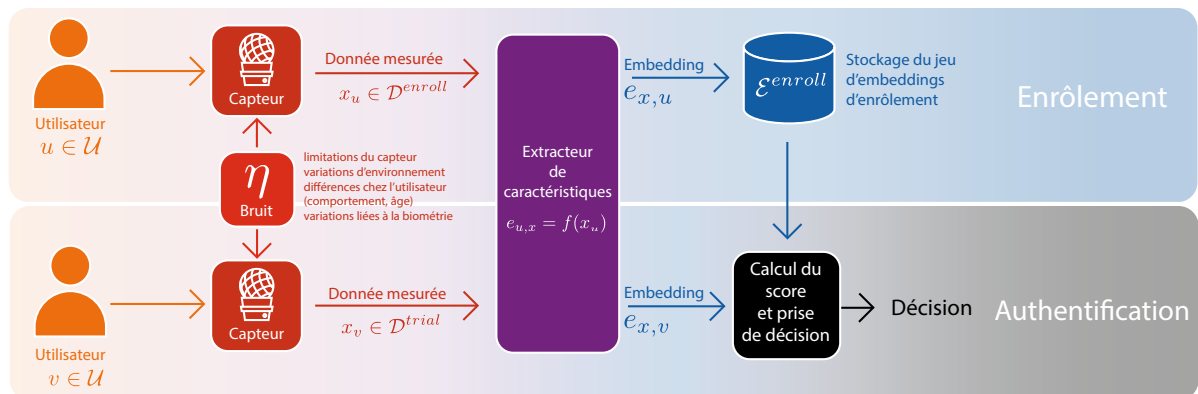 Utilisateur
u ∈ 𝒰
Capteur
Donnée mesurée
x_u ∈ 𝒟^{enroll}
Embedding
e_{x,u}
ℰ^{enroll}
Stockage du jeu
d'embeddings
d'enrôlement
Enrôlement
η
Bruit
limitations du capteur
variations d'environnement
différences chez l'utilisateur
(comportement, âge)
variations liées à la biométrie
Extracteur
de
caractéristiques
e_{u,x} = f(x_u)
Utilisateur
v ∈ 𝒰
Capteur
Donnée mesurée
x_v ∈ 𝒟^{trial}
Embedding
e_{x,v}
Calcul du
score
et prise
de décision
Décision
Authentification